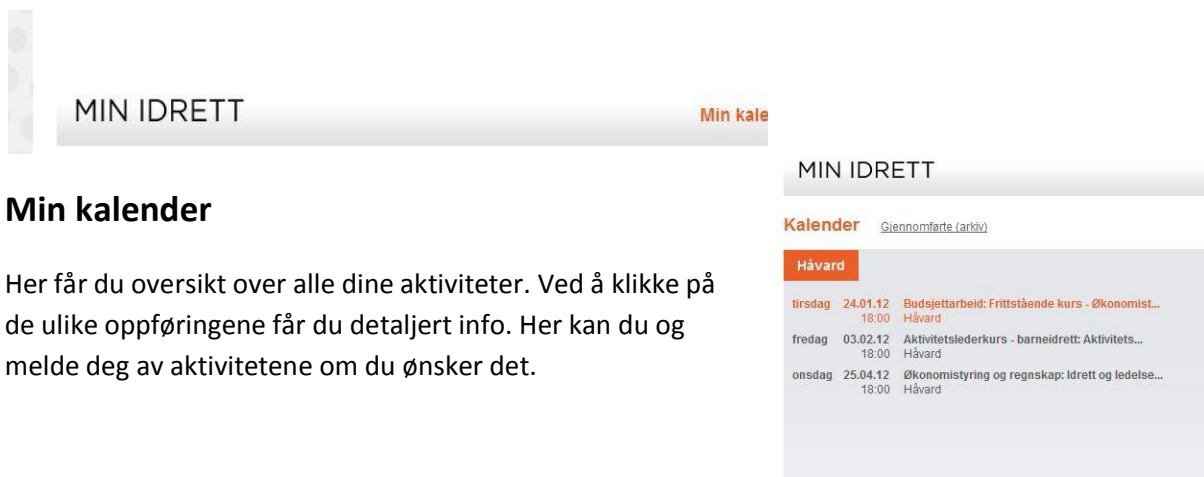 MIN IDRETT
Min kale
Min kalender
Her får du oversikt over alle dine aktiviteter. Ved å klikke på
de ulike oppføringene får du detaljert info. Her kan du og
melde deg av aktivitetene om du ønsker det.
MIN IDRETT
Kalender Gjennomførte (arkiv)
Håvard
tirsdag 24.01.12 Budsjettarbeid: Frittstående kurs - Økonomist...
18:00 Håvard
fredag 03.02.12 Aktivitetslederkurs - barneidrett: Aktivitets...
18:00 Håvard
onsdag 25.04.12 Økonomistyring og regnskap: Idrett og ledelse...
18:00 Håvard